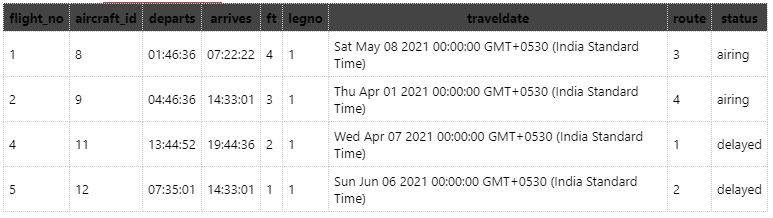 flight_no aircraft_id departs arrives ft legno traveldate route status
1 8 01:46:36 07:22:22 4 1 Sat May 08 2021 00:00:00 GMT+0530 (India Standard Time) 3 airing
2 9 04:46:36 14:33:01 3 1 Thu Apr 01 2021 00:00:00 GMT+0530 (India Standard Time) 4 airing
4 11 13:44:52 19:44:36 2 1 Wed Apr 07 2021 00:00:00 GMT+0530 (India Standard Time) 1 delayed
5 12 07:35:01 14:33:01 1 1 Sun Jun 06 2021 00:00:00 GMT+0530 (India Standard Time) 2 delayed